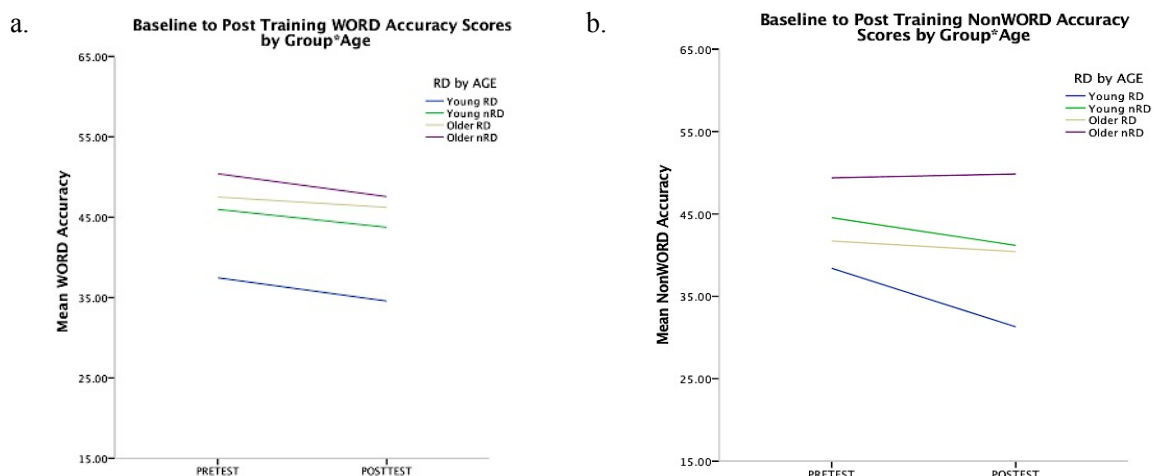 a.
Baseline to Post Training WORD Accuracy Scores
by Group*Age
65.00
55.00
45.00
35.00
25.00
15.00
Mean WORD Accuracy
RD by AGE
Young RD
Young nRD
Older RD
Older nRD
PRETEST
POSTTEST
b.
Baseline to Post Training NonWORD Accuracy
Scores by Group*Age
65.00
55.00
45.00
35.00
25.00
15.00
Mean NonWORD Accuracy
RD by AGE
Young RD
Young nRD
Older RD
Older nRD
PRETEST
POSTTEST